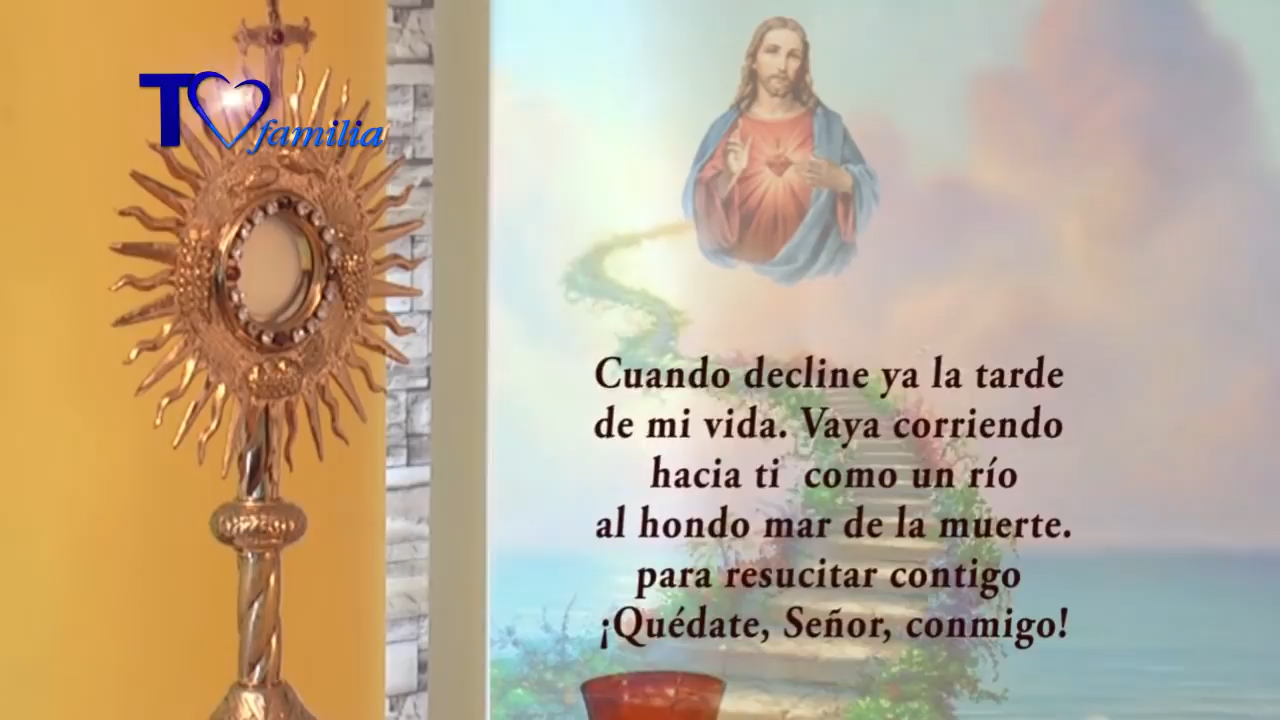 T familia
Cuando decline ya la tarde
de mi vida. Vaya corriendo
hacia ti como un río
al hondo mar de la muerte.
para resucitar contigo
¡Quédate, Señor, conmigo!